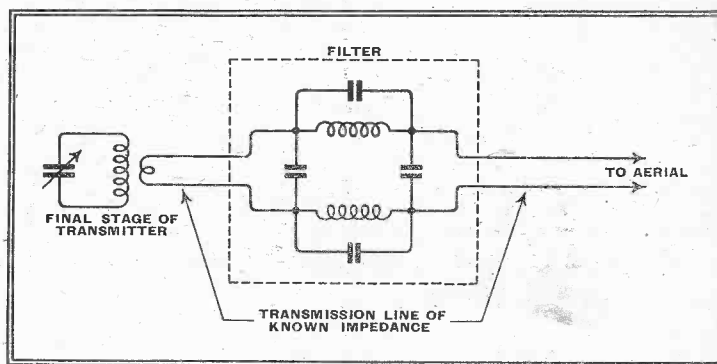 FILTER
TO AERIAL
FINAL STAGE OF
TRANSMITTER
TRANSMISSION LINE OF
KNOWN IMPEDANCE